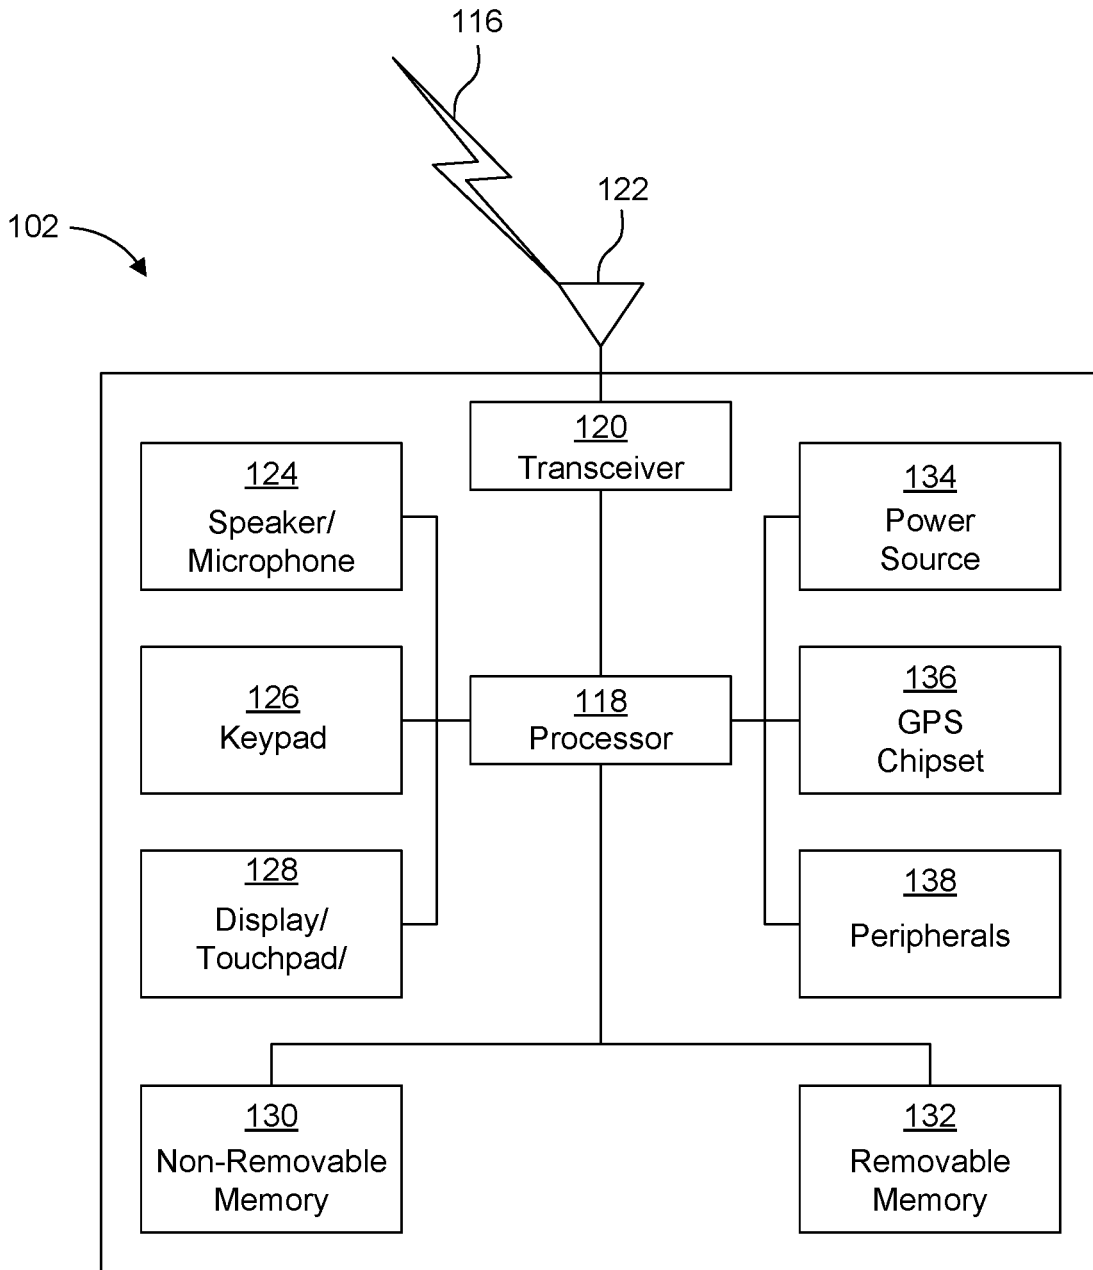 116
122
102
120
Transceiver
124
Speaker/
Microphone
134
Power
Source
126
Keypad
118
Processor
136
GPS
Chipset
128
Display/
Touchpad/
138
Peripherals
130
Non-Removable
Memory
132
Removable
Memory